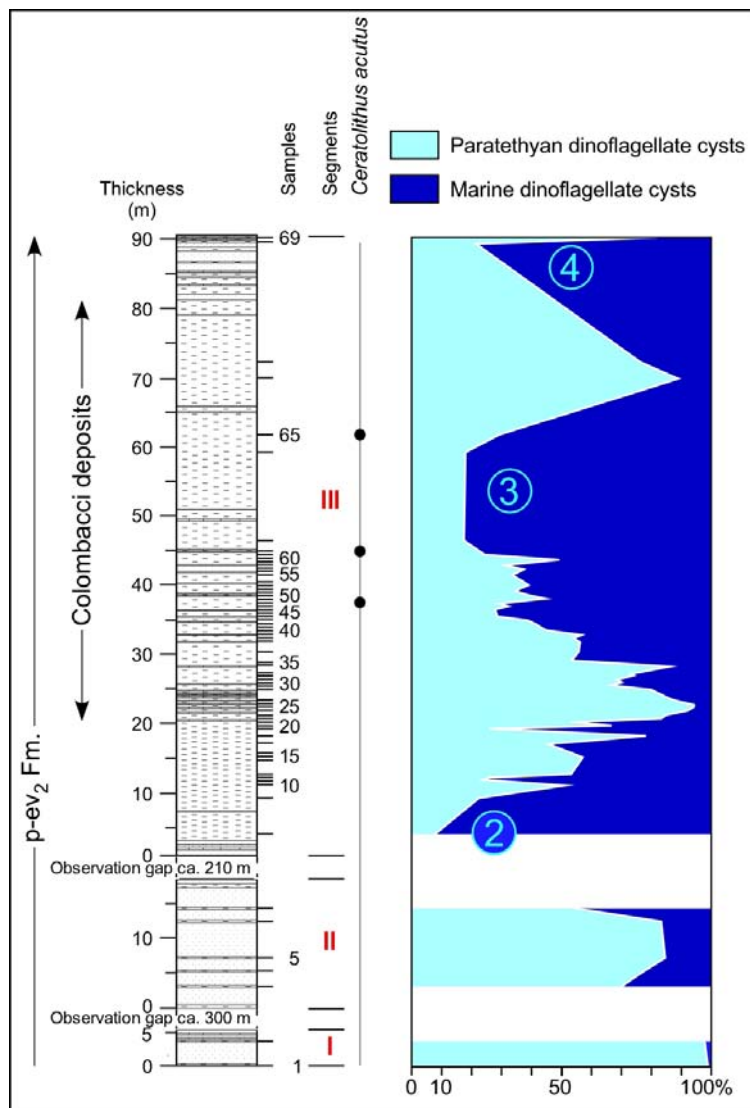 Samples
Segments
Ceratolithus acutus
Paratethyan dinoflagellate cysts
Marine dinoflagellate cysts
Thickness
(m)
90
80
70
60
50
40
30
20
10
0
69
65
60
55
50
45
40
35
30
25
20
15
10
III
4
3
2
Colombacci deposits
p-ev2 Fm.
Observation gap ca. 210 m
10
0
5
II
Observation gap ca. 300 m
5
0
1
I
0 10 50 100%